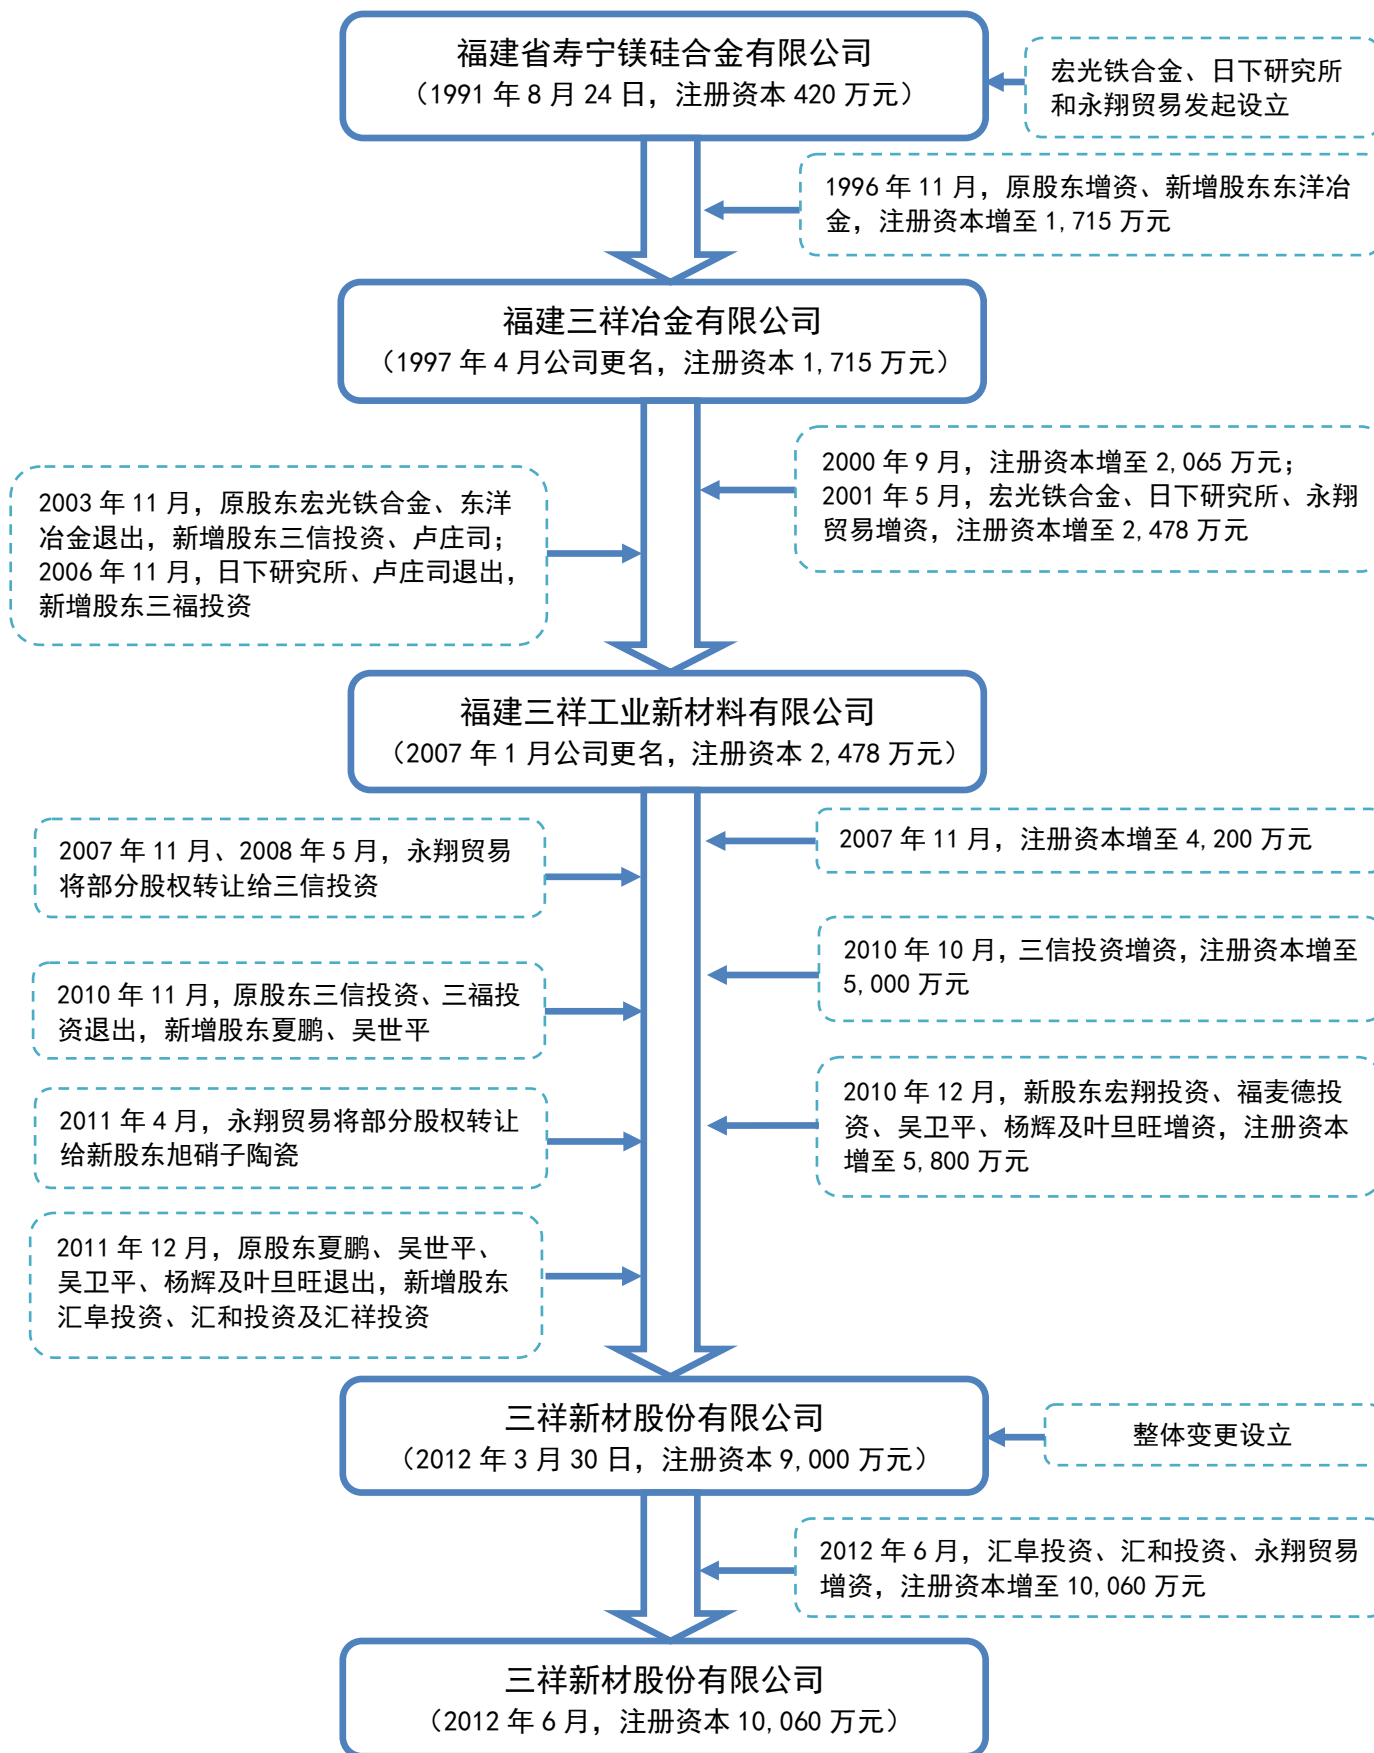 福建省寿宁镁硅合金有限公司
（1991 年 8 月 24 日，注册资本 420 万元）
宏光铁合金、日下研究所
和永翔贸易发起设立
1996 年 11 月，原股东增资、新增股东东洋冶
金，注册资本增至 1,715 万元
福建三祥冶金有限公司
（1997 年 4 月公司更名，注册资本 1,715 万元）
2000 年 9 月，注册资本增至 2,065 万元；
2001 年 5 月，宏光铁合金、日下研究所、永翔
贸易增资，注册资本增至 2,478 万元
2003 年 11 月，原股东宏光铁合金、东洋
冶金退出，新增股东三信投资、卢庄司；
2006 年 11 月，日下研究所、卢庄司退出，
新增股东三福投资
福建三祥工业新材料有限公司
（2007 年 1 月公司更名，注册资本 2,478 万元）
2007 年 11 月，注册资本增至 4,200 万元
2007 年 11 月、2008 年 5 月，永翔贸易
将部分股权转让给三信投资
2010 年 10 月，三信投资增资，注册资本增至
5,000 万元
2010 年 11 月，原股东三信投资、三福投
资退出，新增股东夏鹏、吴世平
2010 年 12 月，新股东宏翔投资、福麦德投
资、吴卫平、杨辉及叶旦旺增资，注册资本
增至 5,800 万元
2011 年 4 月，永翔贸易将部分股权转让
给新股东旭硝子陶瓷
2011 年 12 月，原股东夏鹏、吴世平、
吴卫平、杨辉及叶旦旺退出，新增股东
汇阜投资、汇和投资及汇祥投资
三祥新材股份有限公司
（2012 年 3 月 30 日，注册资本 9,000 万元）
整体变更设立
2012 年 6 月，汇阜投资、汇和投资、永翔贸易
增资，注册资本增至 10,060 万元
三祥新材股份有限公司
（2012 年 6 月，注册资本 10,060 万元）